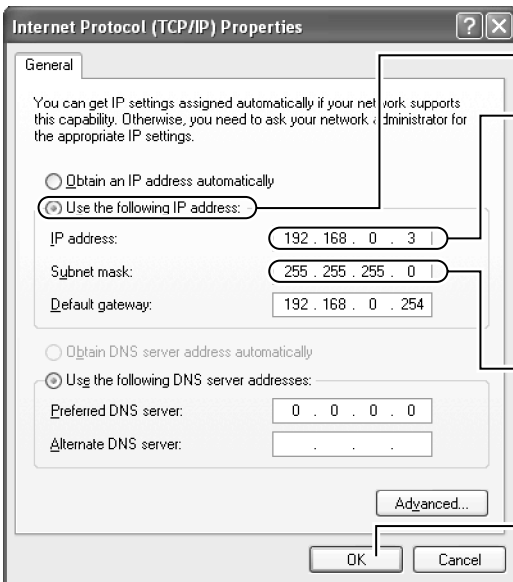 Internet Protocol (TCP/IP) Properties
General
You can get IP settings assigned automatically if your network supports
this capability. Otherwise, you need to ask your network administrator for
the appropriate IP settings.
Obtain an IP address automatically
Use the following IP address:
IP address: 192 . 168 . 0 . 3
Subnet mask: 255 . 255 . 255 . 0
Default gateway: 192 . 168 . 0 . 254
Obtain DNS server address automatically
Use the following DNS server addresses:
Preferred DNS server: 0 . 0 . 0 . 0
Alternate DNS server: . . .
Advanced...
OK Cancel